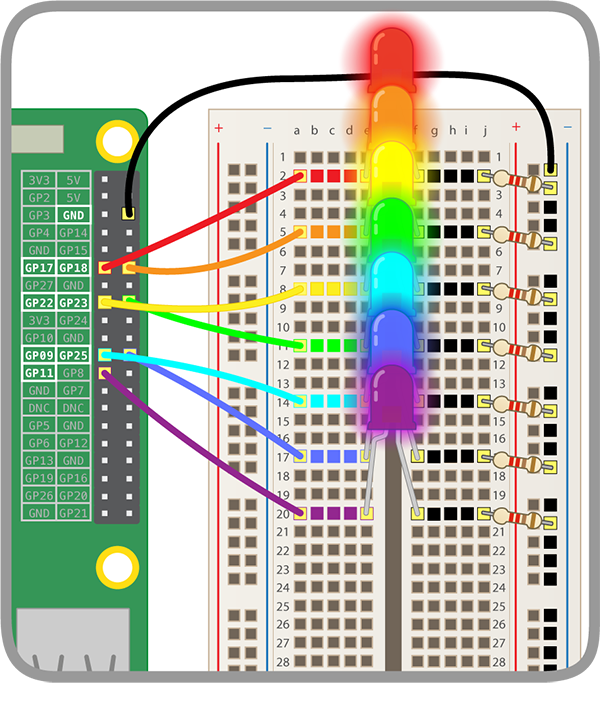 + − a b c d f g h i j + −
3V3 5V
GP2 5V
GP3 GND
GP4 GP14
GND GP15
GP17 GP18
GP27 GND
GP22 GP23
3V3 GP24
GP10 GND
GP09 GP25
GP11 GP8
GND GP7
DNC DNC
GP5 GND
GP6 GP12
GP13 GND
GP19 GP16
GP26 GP20
GND GP21
1 1
2 2
3 3
4 4
5 5
6 6
7 7
8 8
9 9
10 10
11 11
12 12
13 13
14 14
15 15
16 16
17 17
18 18
19 19
20 20
21 21
22 22
23 23
24 24
25 25
26 26
27 27
28 28